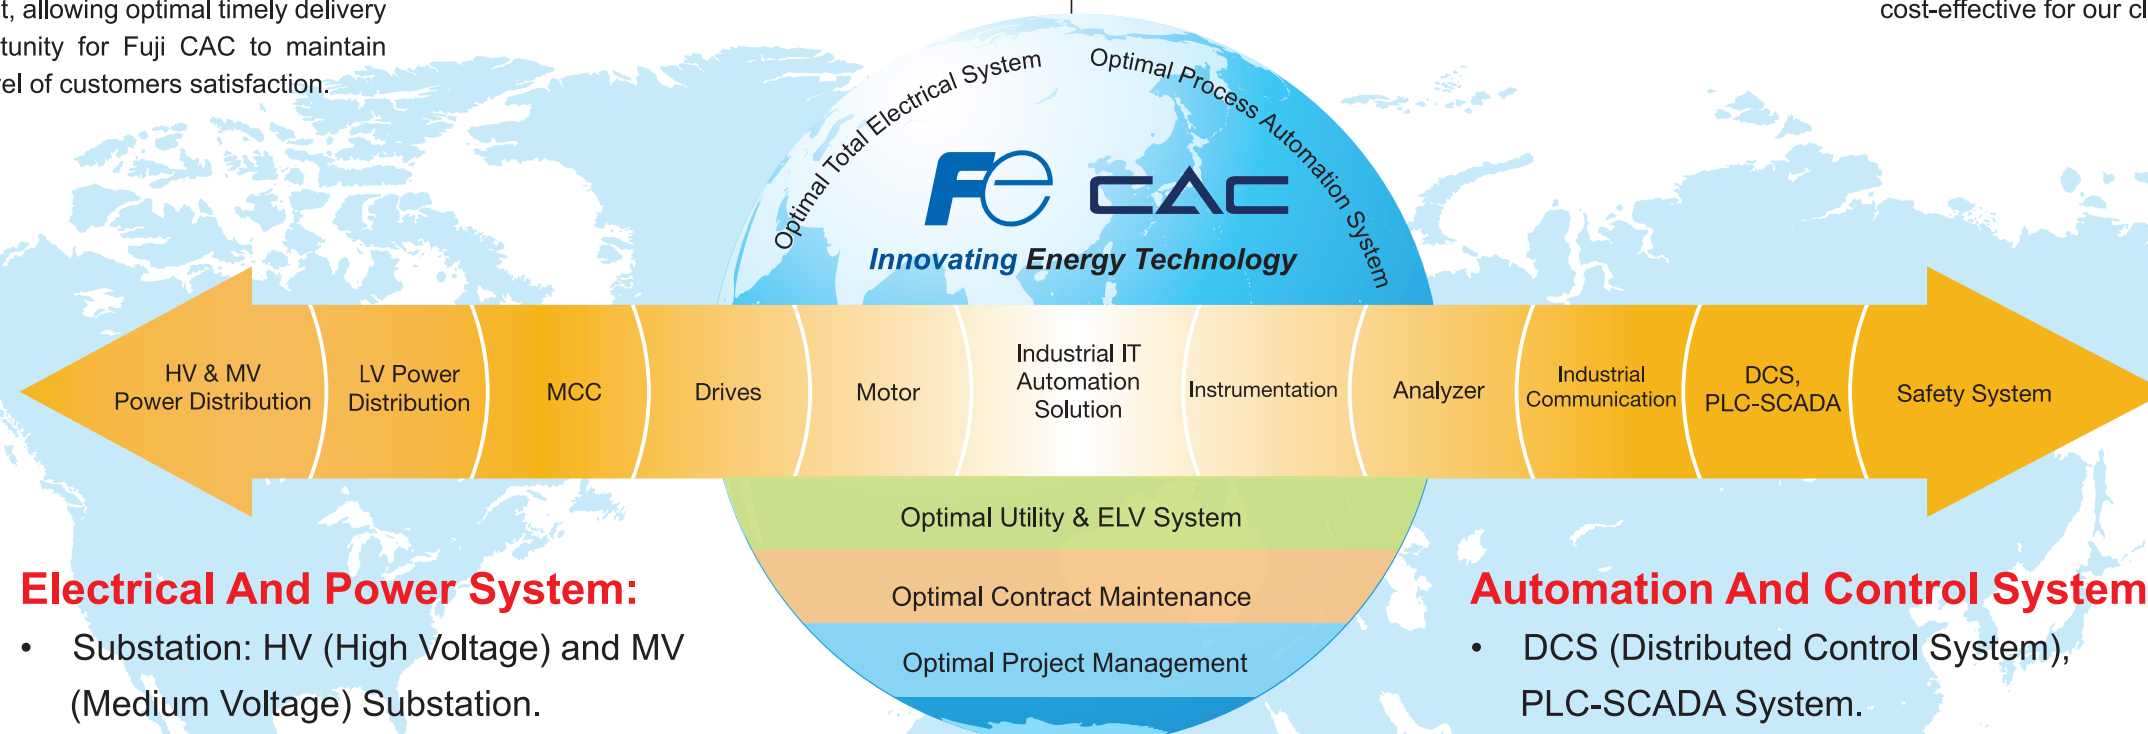 t, allowing optimal timely delivery
tunity for Fuji CAC to maintain
vel of customers satisfaction.
cost-effective for our cl
Optimal Total Electrical System
Optimal Process Automation System
Fe CAC
Innovating Energy Technology
HV & MV
Power Distribution
LV Power
Distribution
MCC
Drives
Motor
Industrial IT
Automation
Solution
Instrumentation
Analyzer
Industrial
Communication
DCS,
PLC-SCADA
Safety System
Optimal Utility & ELV System
Optimal Contract Maintenance
Optimal Project Management
Electrical And Power System:
• Substation: HV (High Voltage) and MV
(Medium Voltage) Substation.
Automation And Control System
• DCS (Distributed Control System),
PLC-SCADA System.